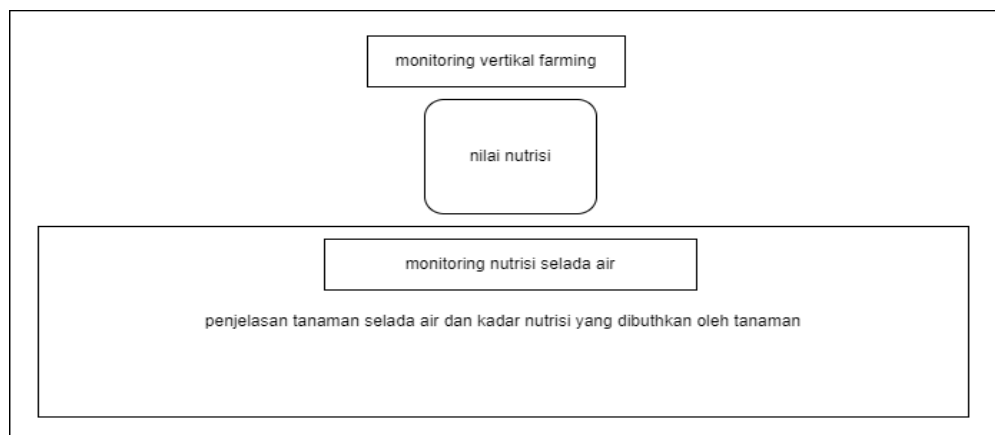 monitoring vertikal farming
nilai nutrisi
monitoring nutrisi selada air
penjelasan tanaman selada air dan kadar nutrisi yang dibuthkan oleh tanaman